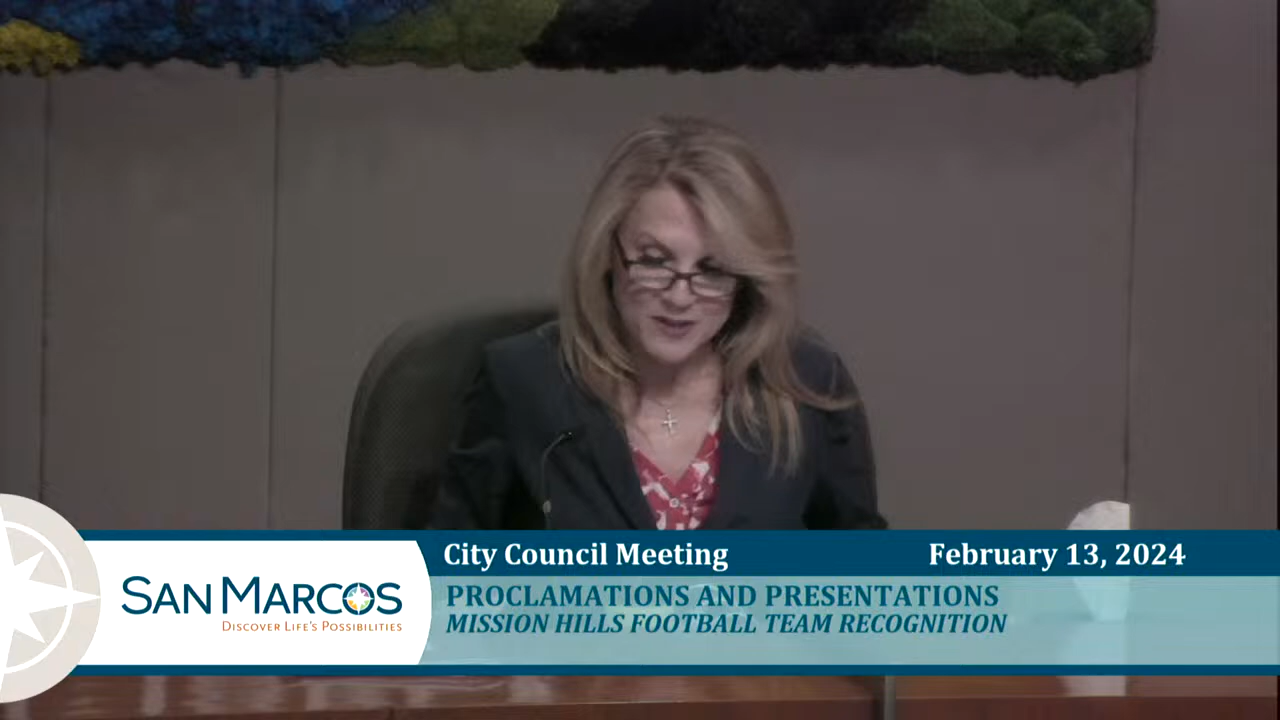 City Council Meeting
February 13, 2024
SAN MARCOS
DISCOVER LIFE'S POSSIBILITIES
PROCLAMATIONS AND PRESENTATIONS
MISSION HILLS FOOTBALL TEAM RECOGNITION